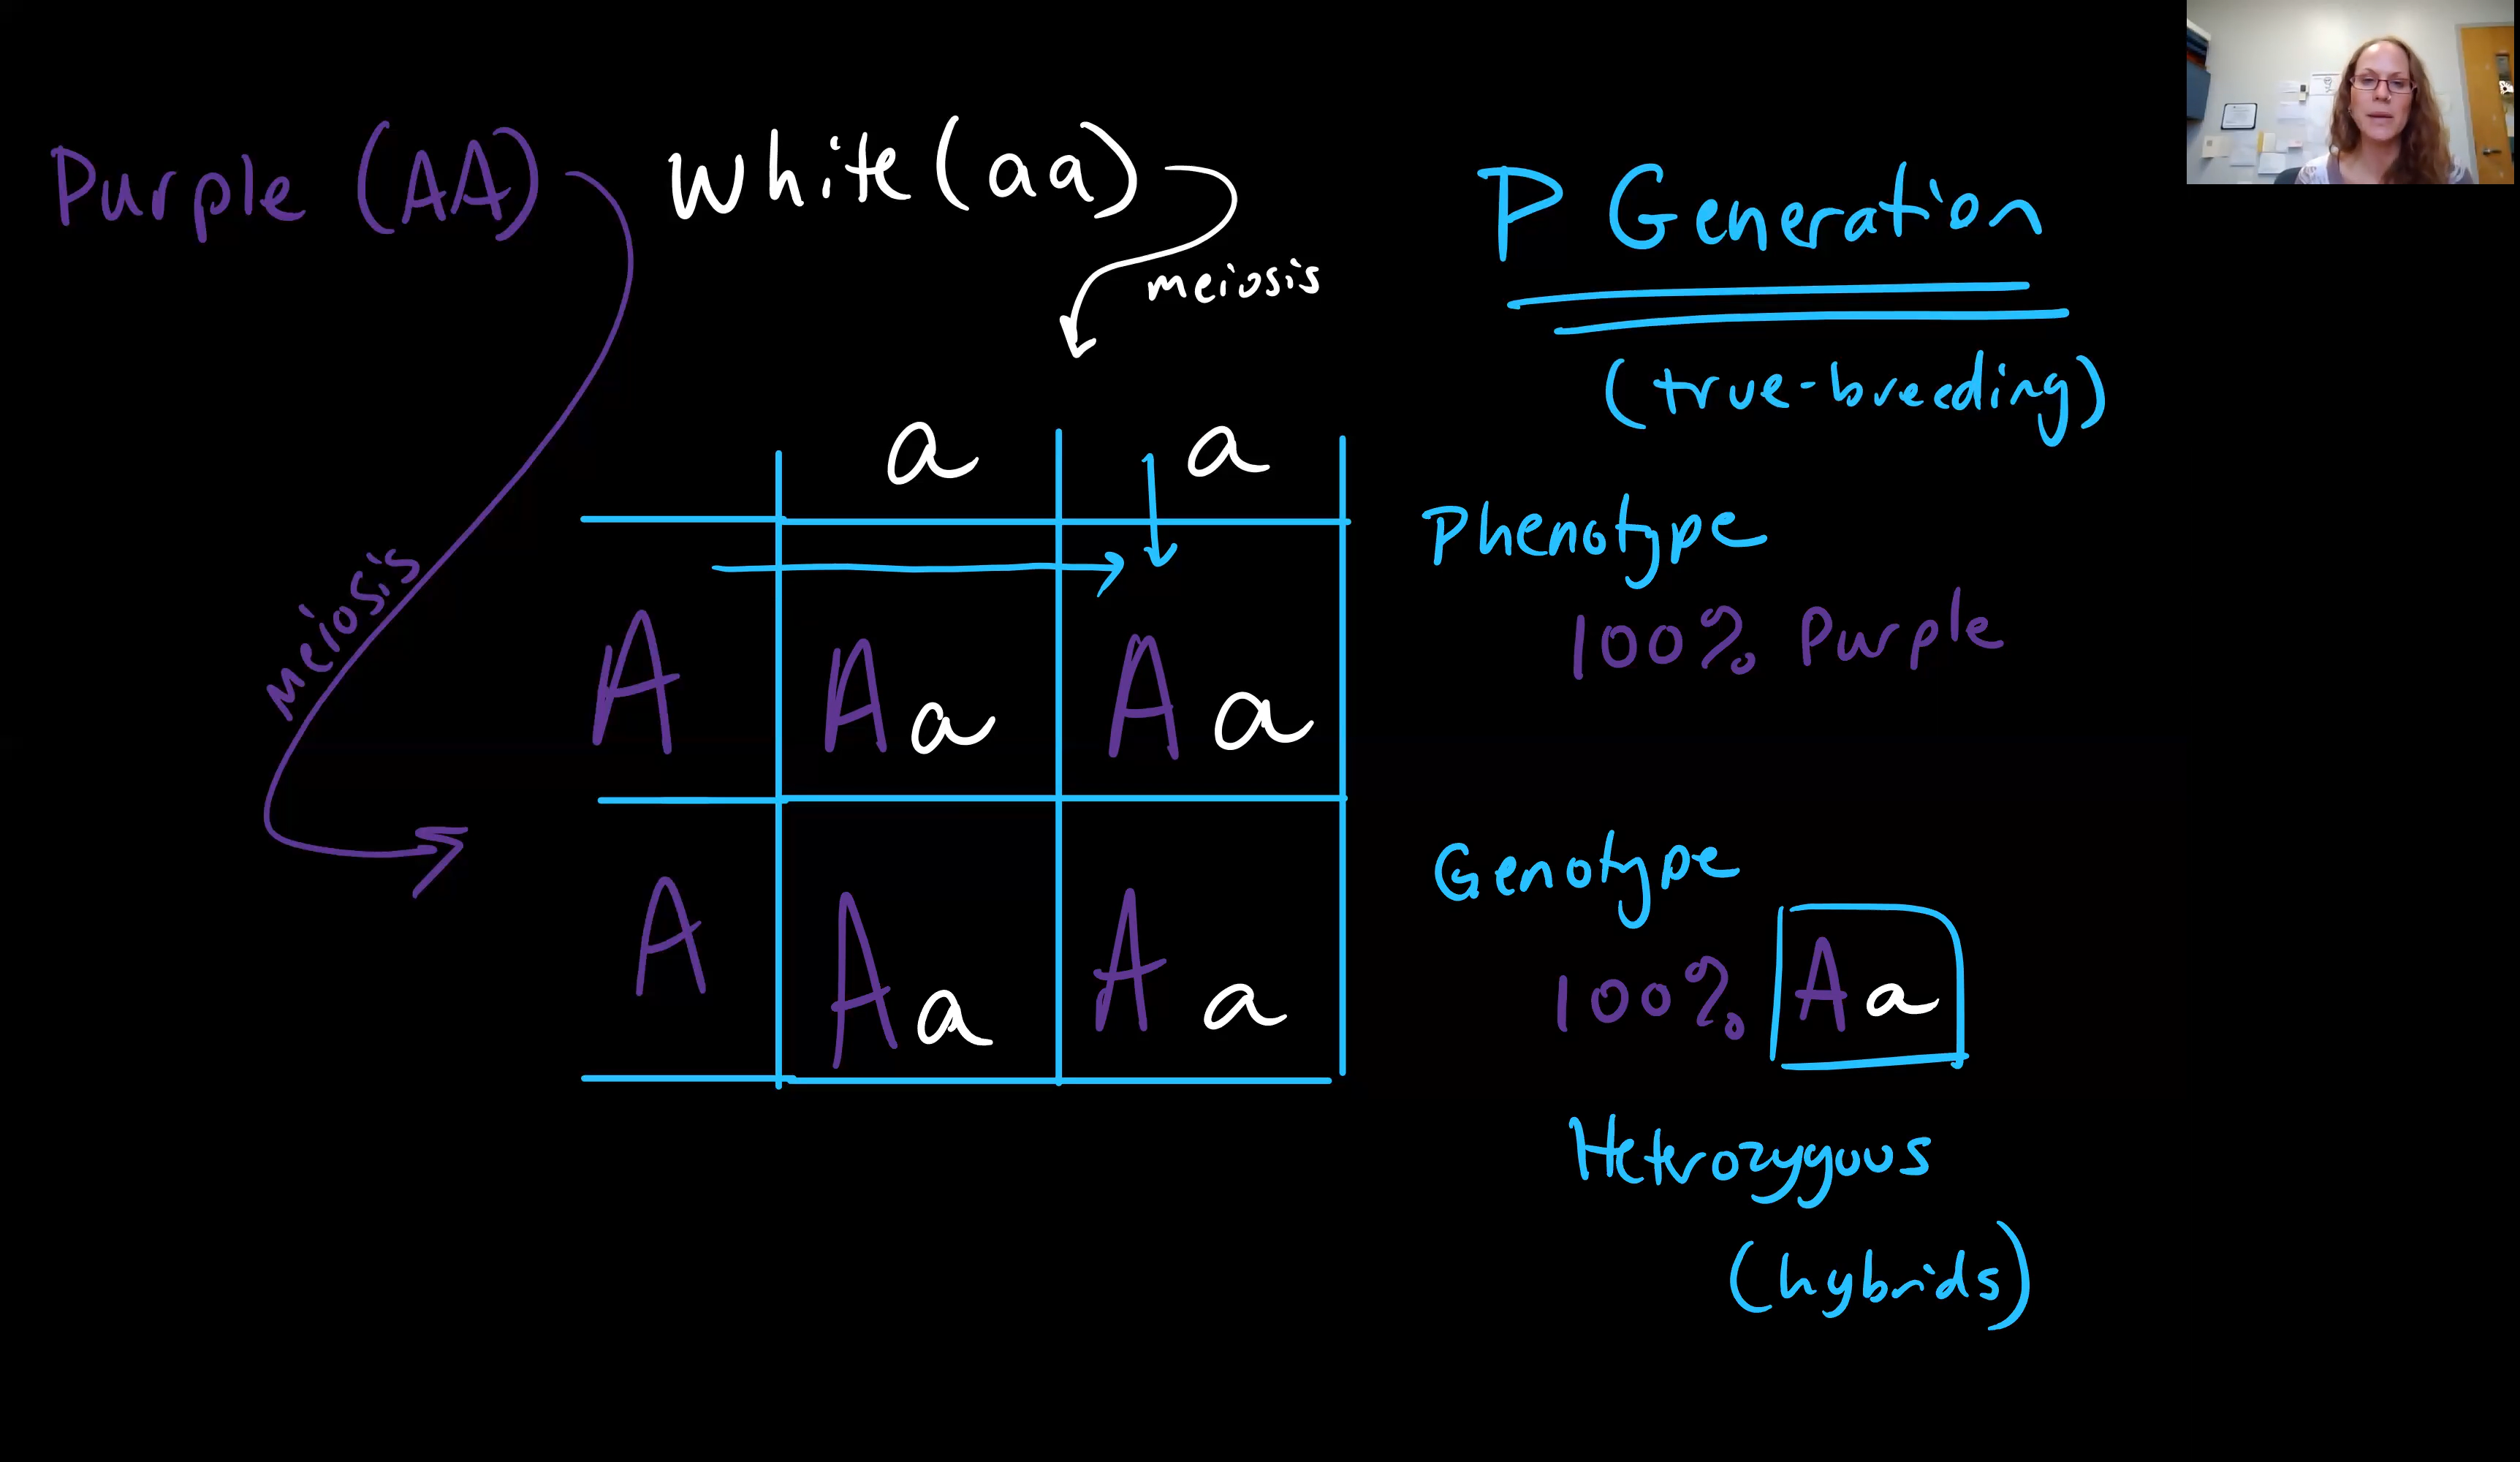 Purple (AA)
White (aa)
meiosis
P Generation
(true-breeding)
meiosis
a a
A Aa Aa
A Aa Aa
Phenotype
100% Purple
Genotype
100% Aa
Heterozygous
(hybrids)